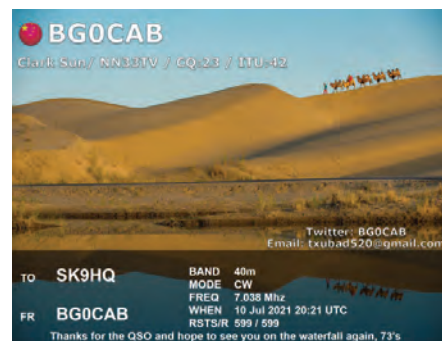 BG0CAB
Clark Sun/ NN33TV / CQ:23 / ITU:42
Twitter: BG0CAB
Email: txubad520@gmail.com
TO SK9HQ
FR BG0CAB
BAND 40m
MODE CW
FREQ 7.038 Mhz
WHEN 10 Jul 2021 20:21 UTC
RSTS/R 599 / 599
Thanks for the QSO and hope to see you on the waterfall again, 73's